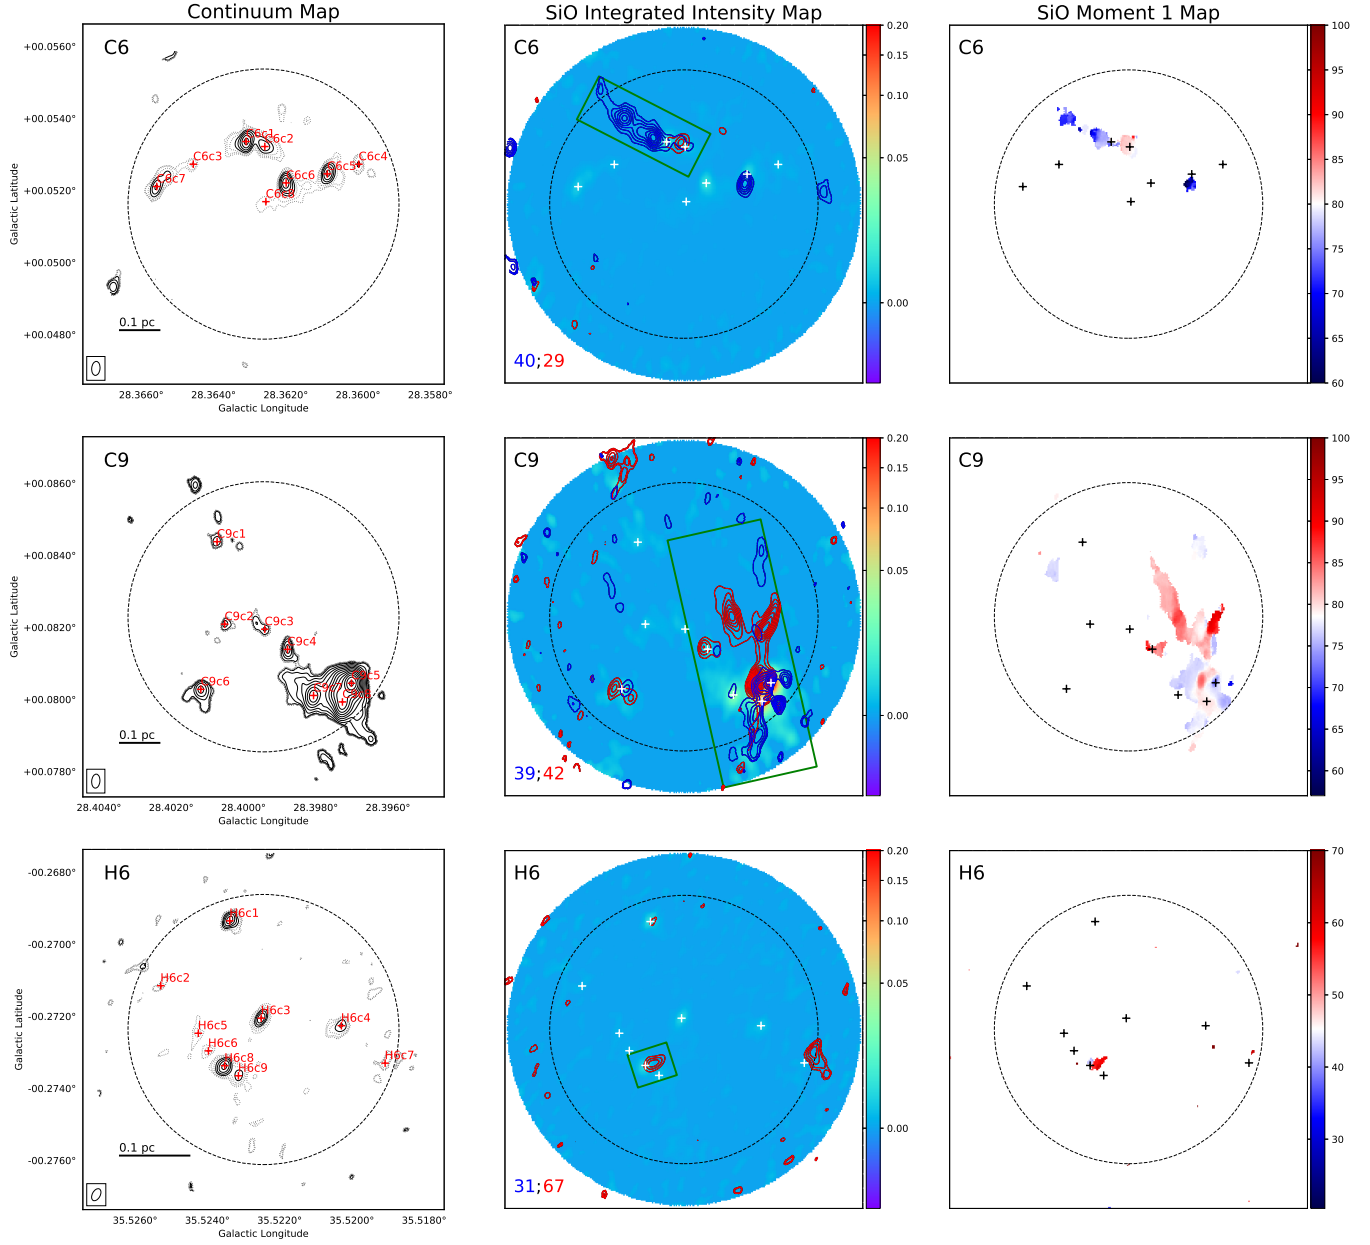 Continuum Map
SiO Integrated Intensity Map
SiO Moment 1 Map
C6
+00.0560°
+00.0540°
+00.0520°
+00.0500°
+00.0480°
Galactic Latitude
C6c2
C6c3
C6c4
C6c6
C6c7
0.1 pc
28.3660° 28.3640° 28.3620° 28.3600° 28.3580°
Galactic Longitude
C6
40;29
0.20
0.15
0.10
0.05
0.00
C6
100
95
90
85
80
75
70
65
60
C9
+00.0860°
+00.0840°
+00.0820°
+00.0800°
+00.0780°
Galactic Latitude
C9c1
C9c2
C9c3
C9c4
C9c6
0.1 pc
28.4040° 28.4020° 28.4000° 28.3980° 28.3960°
Galactic Longitude
C9
39;42
0.20
0.15
0.10
0.05
0.00
C9
100
95
90
85
80
75
70
65
60
H6
-00.2680°
-00.2700°
-00.2720°
-00.2740°
-00.2760°
Galactic Latitude
H6c1
H6c2
H6c3
H6c4
H6c5
H6c6
H6c7
H6c8
H6c9
0.1 pc
35.5260° 35.5240° 35.5220° 35.5200° 35.5180°
Galactic Longitude
H6
31;67
0.20
0.15
0.10
0.05
0.00
H6
70
60
50
40
30